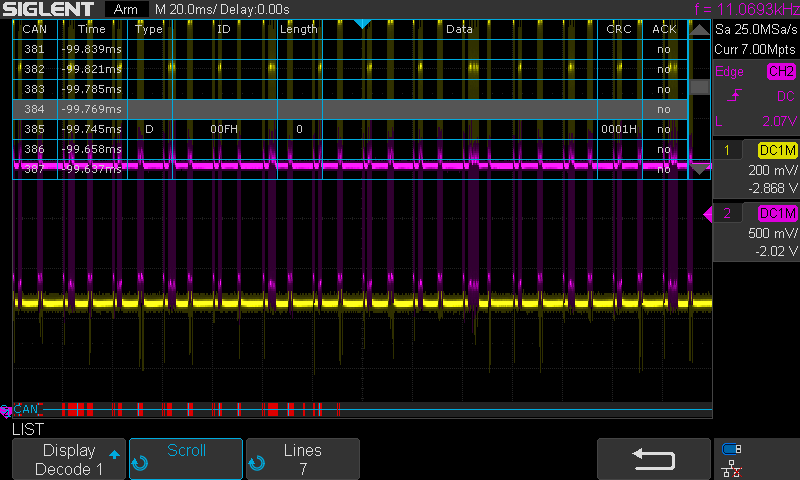 SIGLENT Arm M 20.0ms/ Delay:0.00s f = 11.0693kHz
CAN Time Type ID Length Data CRC ACK
381 -99.839ms no
382 -99.821ms no
383 -99.785ms no
384 -99.769ms no
385 -99.745ms D 00FH 0 0001H no
386 -99.658ms no
387 -99.637ms no
Sa 25.0MSa/s
Curr 7.00Mpts
Edge CH2
DC
L 2.07V
1 DC1M
200 mV/
-2.868 V
2 DC1M
500 mV/
-2.02 V
CAN
LIST
Display
Decode 1
Scroll
Lines
7